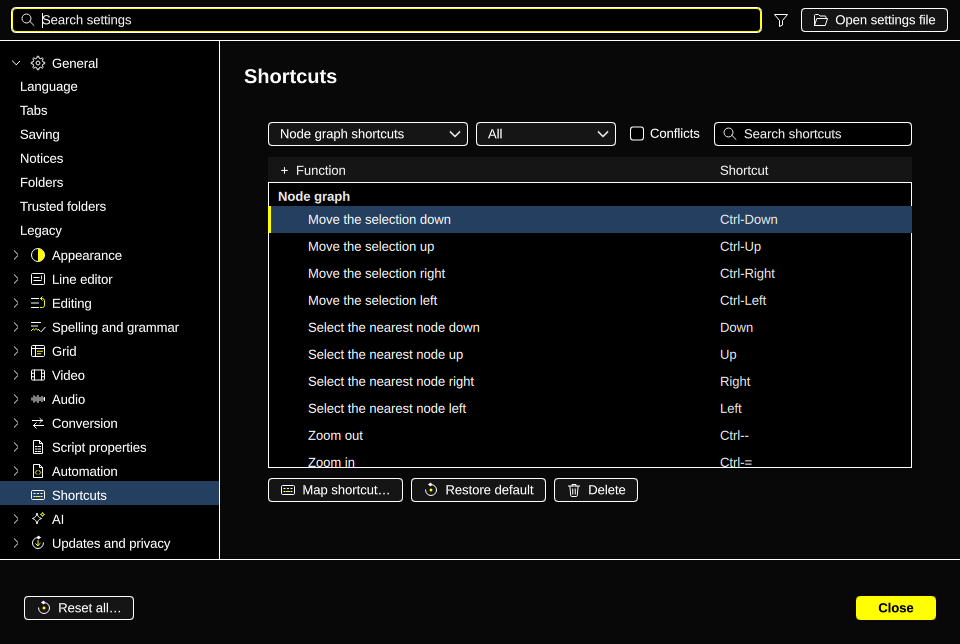 Search settings
Open settings file
General
Language
Tabs
Saving
Notices
Folders
Trusted folders
Legacy
Appearance
Line editor
Editing
Spelling and grammar
Grid
Video
Audio
Conversion
Script properties
Automation
Shortcuts
AI
Updates and privacy
Shortcuts
Node graph shortcuts
All
Conflicts
Search shortcuts
+ Function Shortcut
Node graph
Move the selection down Ctrl-Down
Move the selection up Ctrl-Up
Move the selection right Ctrl-Right
Move the selection left Ctrl-Left
Select the nearest node down Down
Select the nearest node up Up
Select the nearest node right Right
Select the nearest node left Left
Zoom out Ctrl--
Zoom in Ctrl-=
Map shortcut…
Restore default
Delete
Reset all…
Close